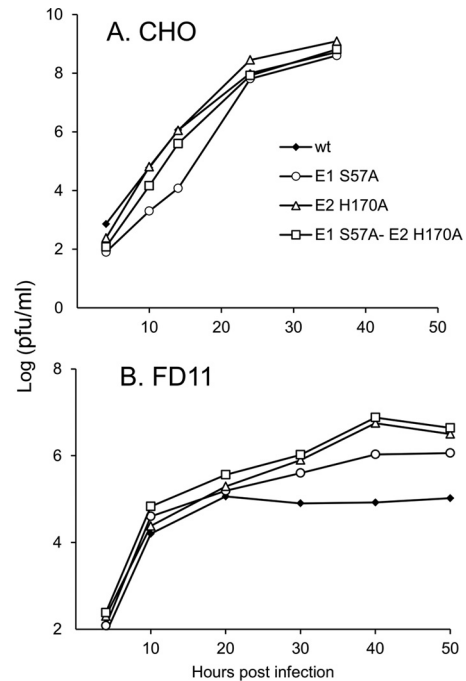 A. CHO
10
8
6
4
2
0
10
20
30
40
50
wt
E1 S57A
E2 H170A
E1 S57A- E2 H170A
Log (pfu/ml)
B. FD11
8
6
4
2
10
20
30
40
50
Hours post infection